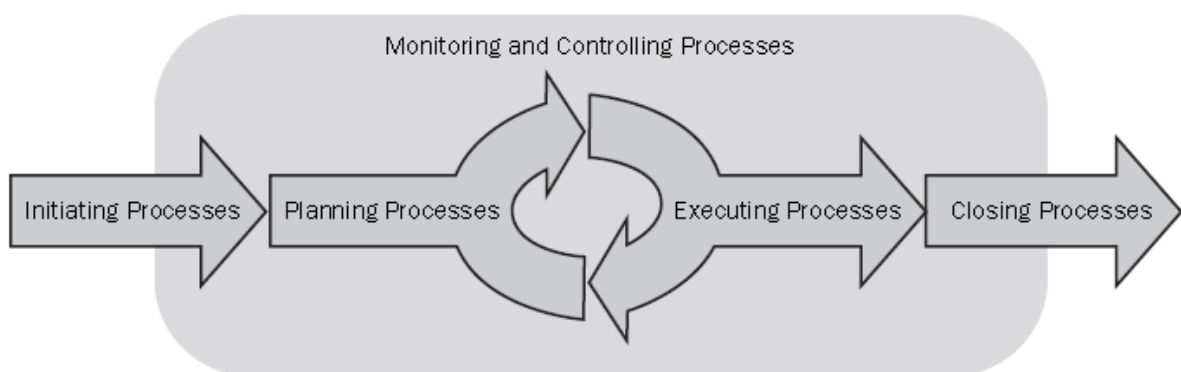 Monitoring and Controlling Processes
Initiating Processes
Planning Processes
Executing Processes
Closing Processes